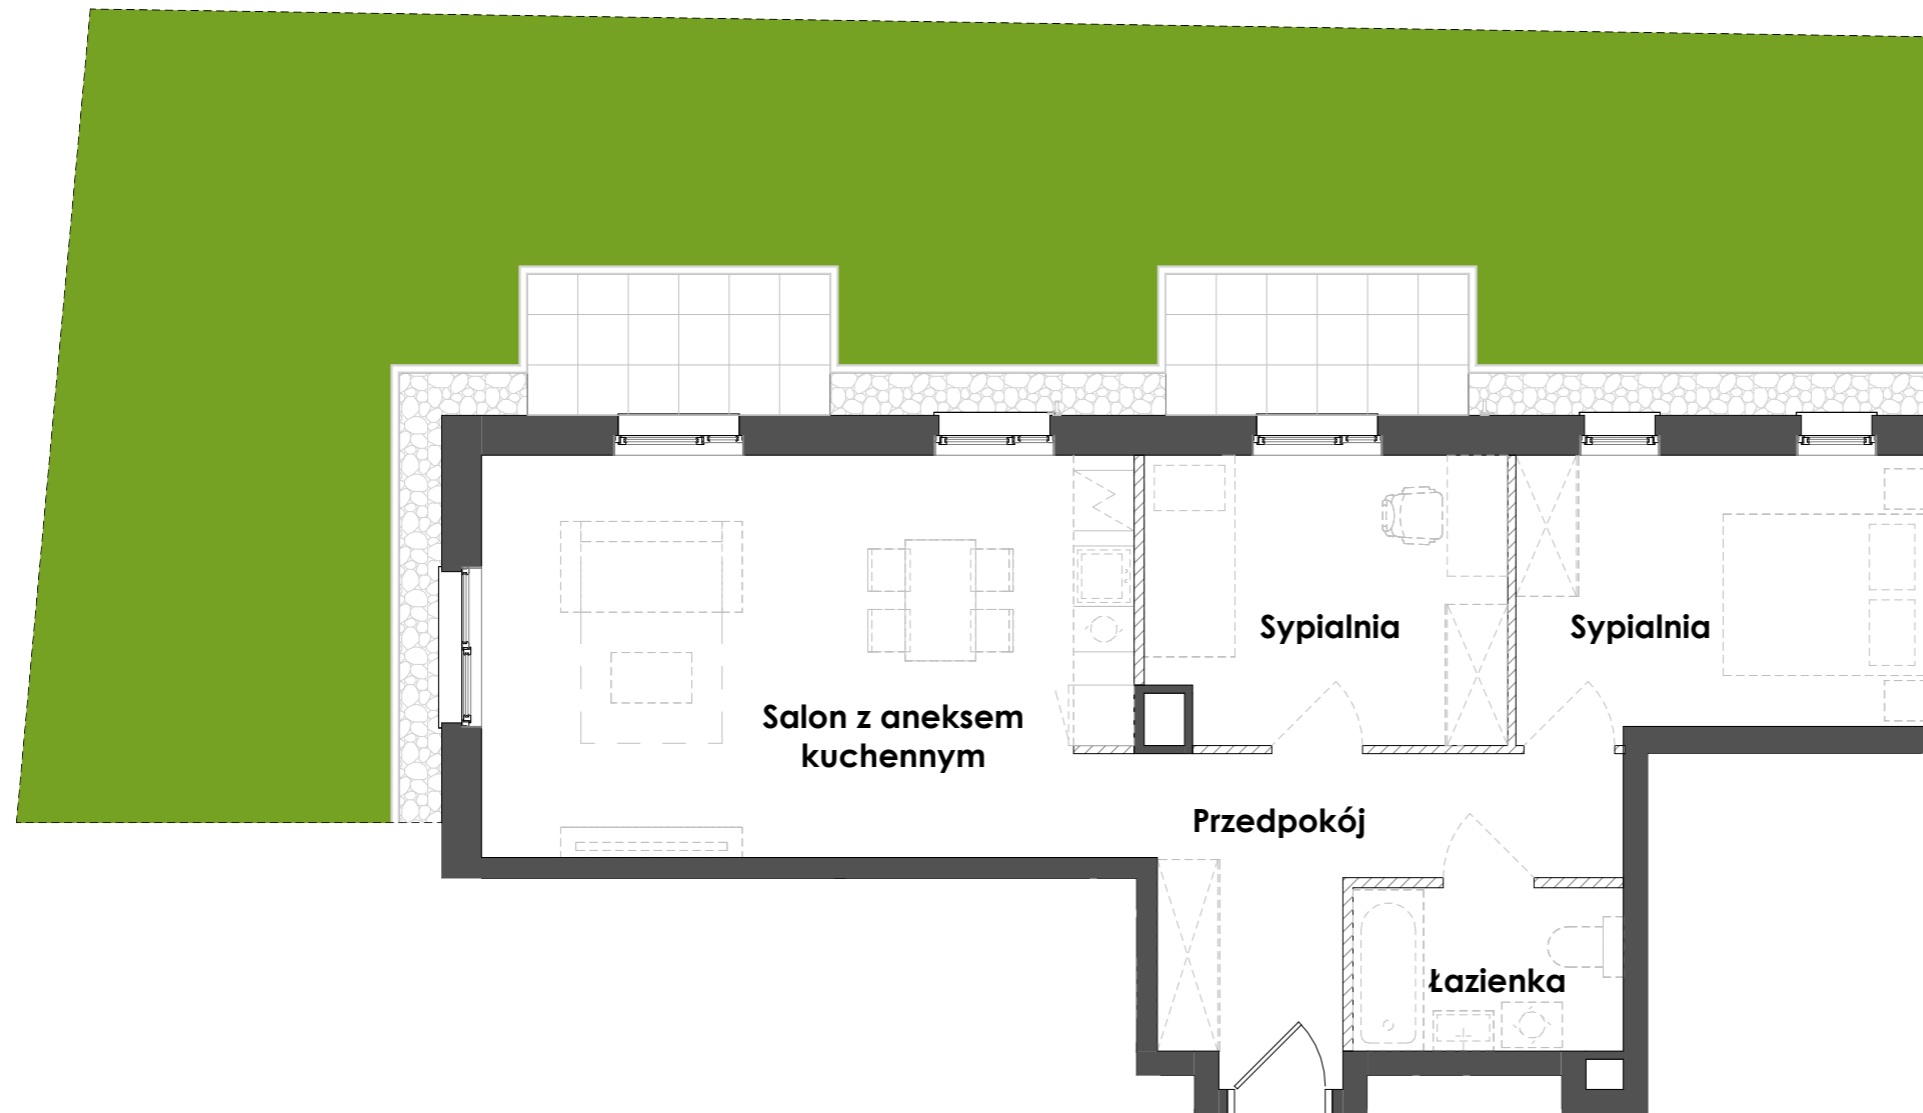 Sypialnia
Sypialnia
Salon z aneksem
kuchennym
Przedpokój
Łazienka